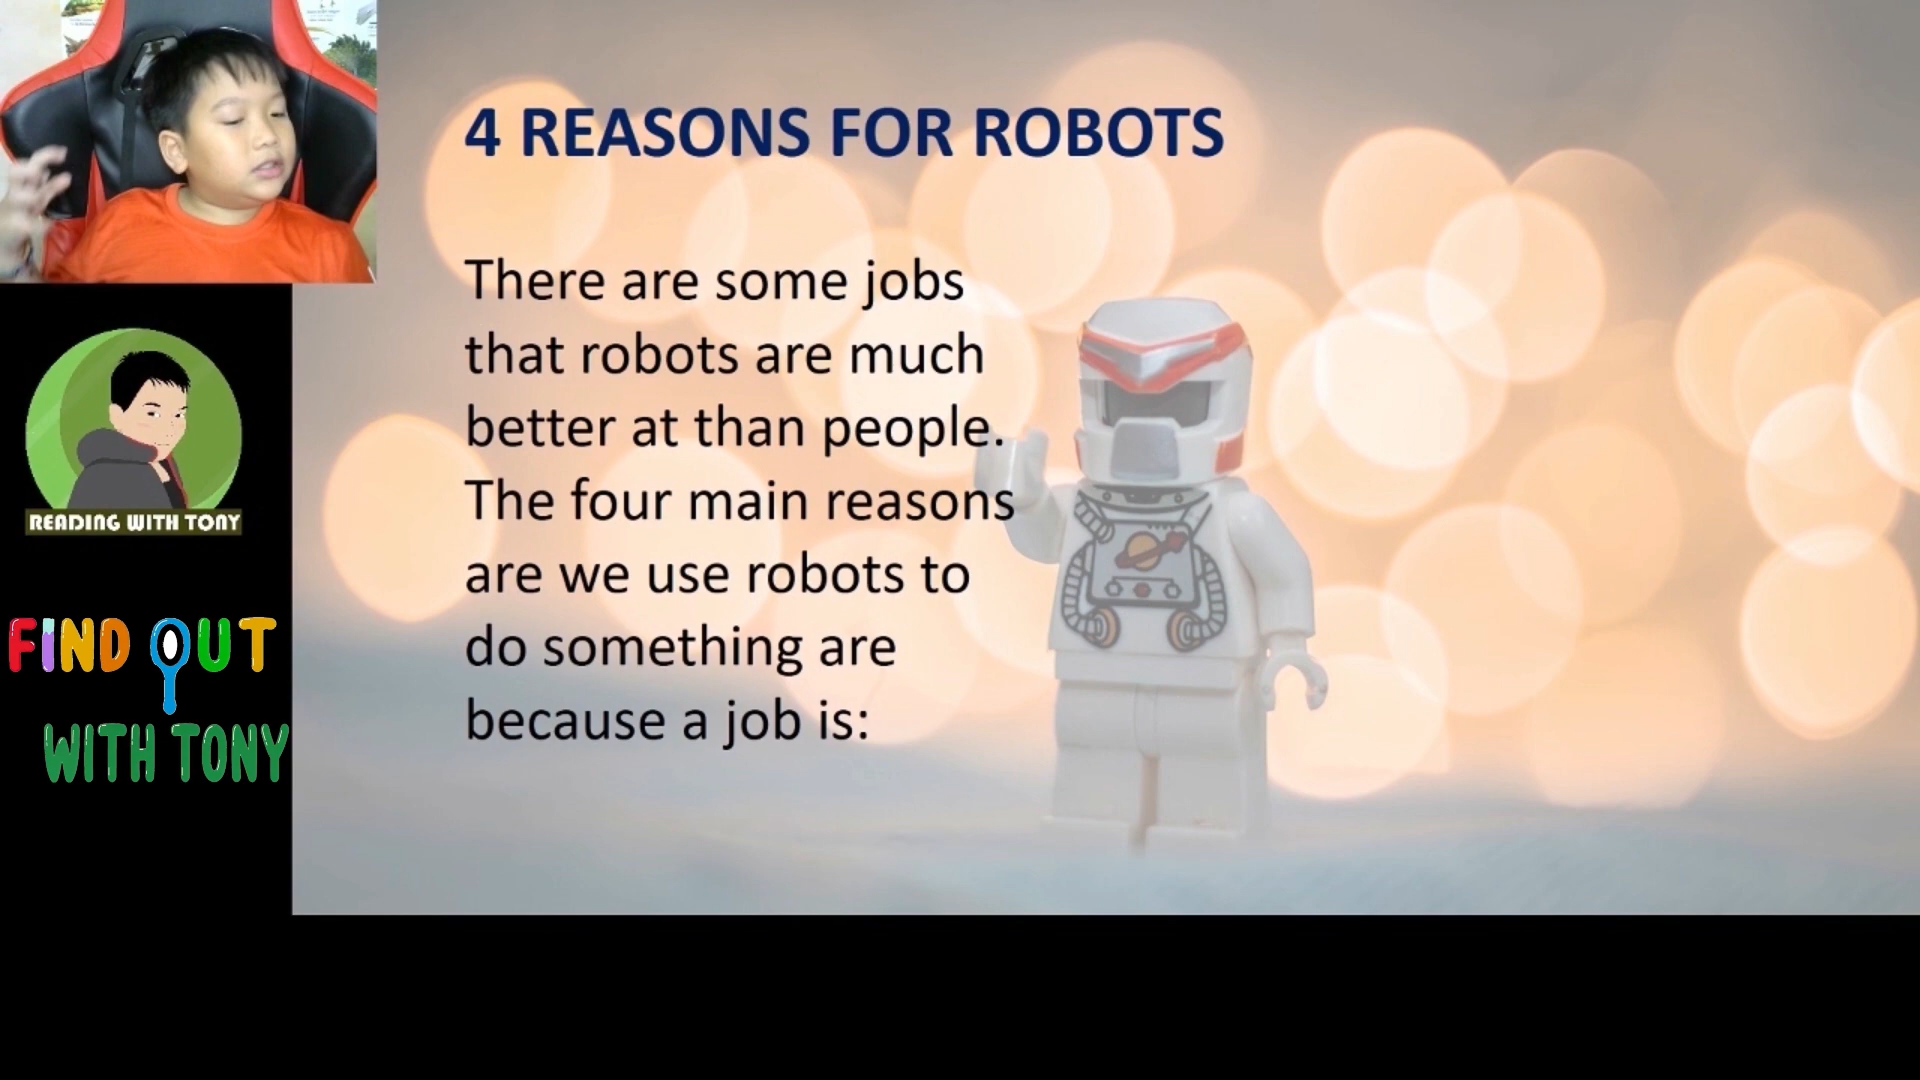 4 REASONS FOR ROBOTS
There are some jobs
that robots are much
better at than people.
The four main reasons
are we use robots to
do something are
because a job is:
READING WITH TONY
FIND OUT
WITH TONY